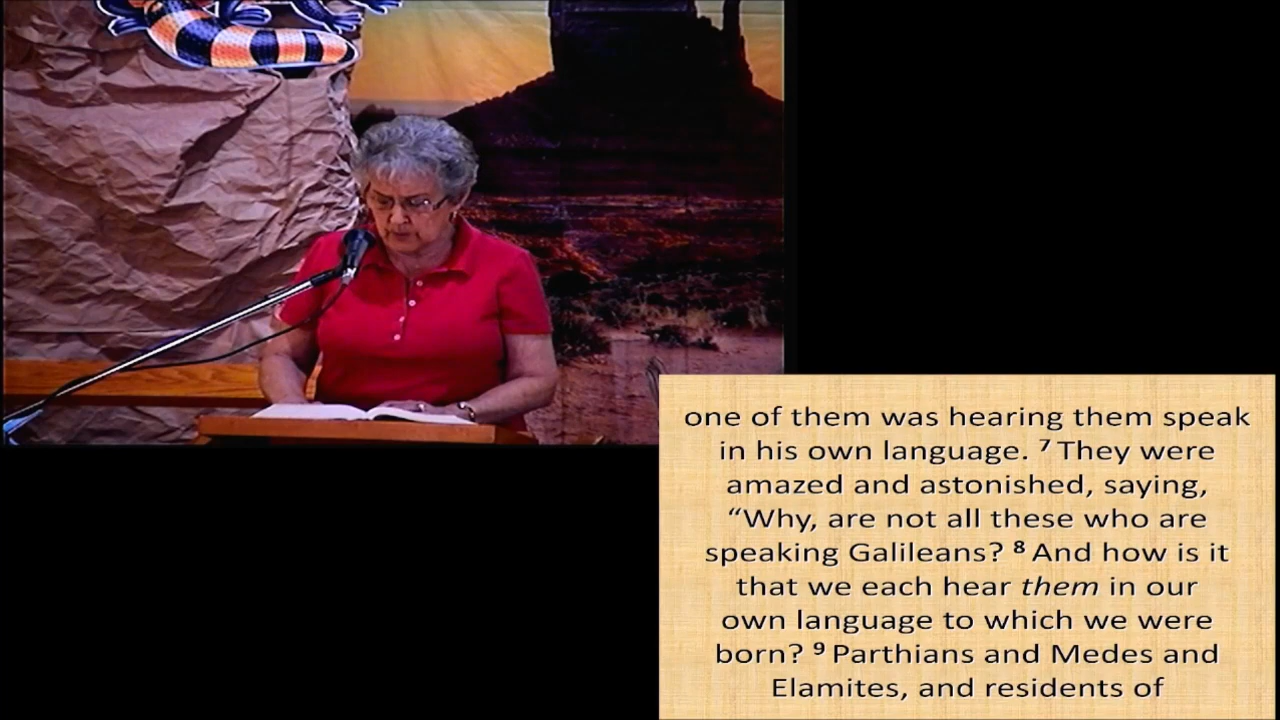 one of them was hearing them speak
in his own language. ⁷ They were
amazed and astonished, saying,
“Why, are not all these who are
speaking Galileans? ⁸ And how is it
that we each hear them in our
own language to which we were
born? ⁹ Parthians and Medes and
Elamites, and residents of